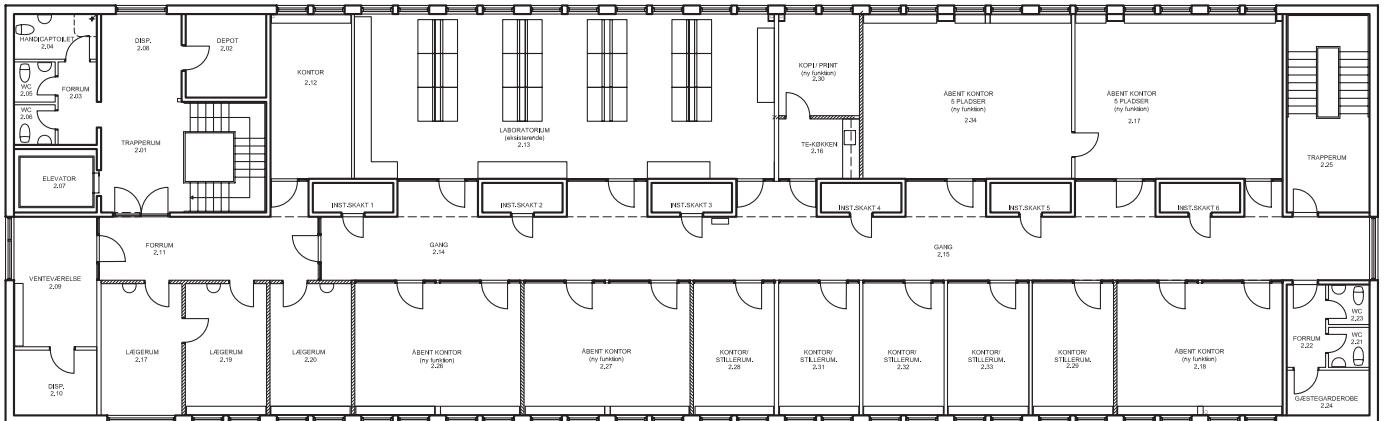 HANDICAPTOILET
2.04
DISP.
2.08
DEPOT
2.02
WC
2.05
FORRUM
2.03
WC
2.06
TRAPPERUM
2.01
ELEVATOR
2.07
KONTOR
2.12
LABORATORIUM
(eksisterende)
2.13
KOPI/ PRINT
(ny funktion)
2.30
TE-KØKKEN
2.16
ÅBENT KONTOR
5 PLADSER
(ny funktion)
2.34
ÅBENT KONTOR
5 PLADSER
(ny funktion)
2.17
TRAPPERUM
2.25
INST.SKAKT 1
INST.SKAKT 2
INST.SKAKT 3
INST.SKAKT 4
INST.SKAKT 5
INST.SKAKT 6
FORRUM
2.11
GANG
2.14
GANG
2.15
VENTEVÆRELSE
2.09
DISP.
2.10
LÆGERUM
2.17
LÆGERUM
2.19
LÆGERUM
2.20
ÅBENT KONTOR
(ny funktion)
2.26
ÅBENT KONTOR
(ny funktion)
2.27
KONTOR/
STILLERUM.
2.28
KONTOR/
STILLERUM.
2.31
KONTOR/
STILLERUM.
2.32
KONTOR/
STILLERUM.
2.33
KONTOR/
STILLERUM.
2.29
ÅBENT KONTOR
(ny funktion)
2.18
WC
2.23
FORRUM
2.22
WC
2.21
GÆSTEGARDEROBE
2.24